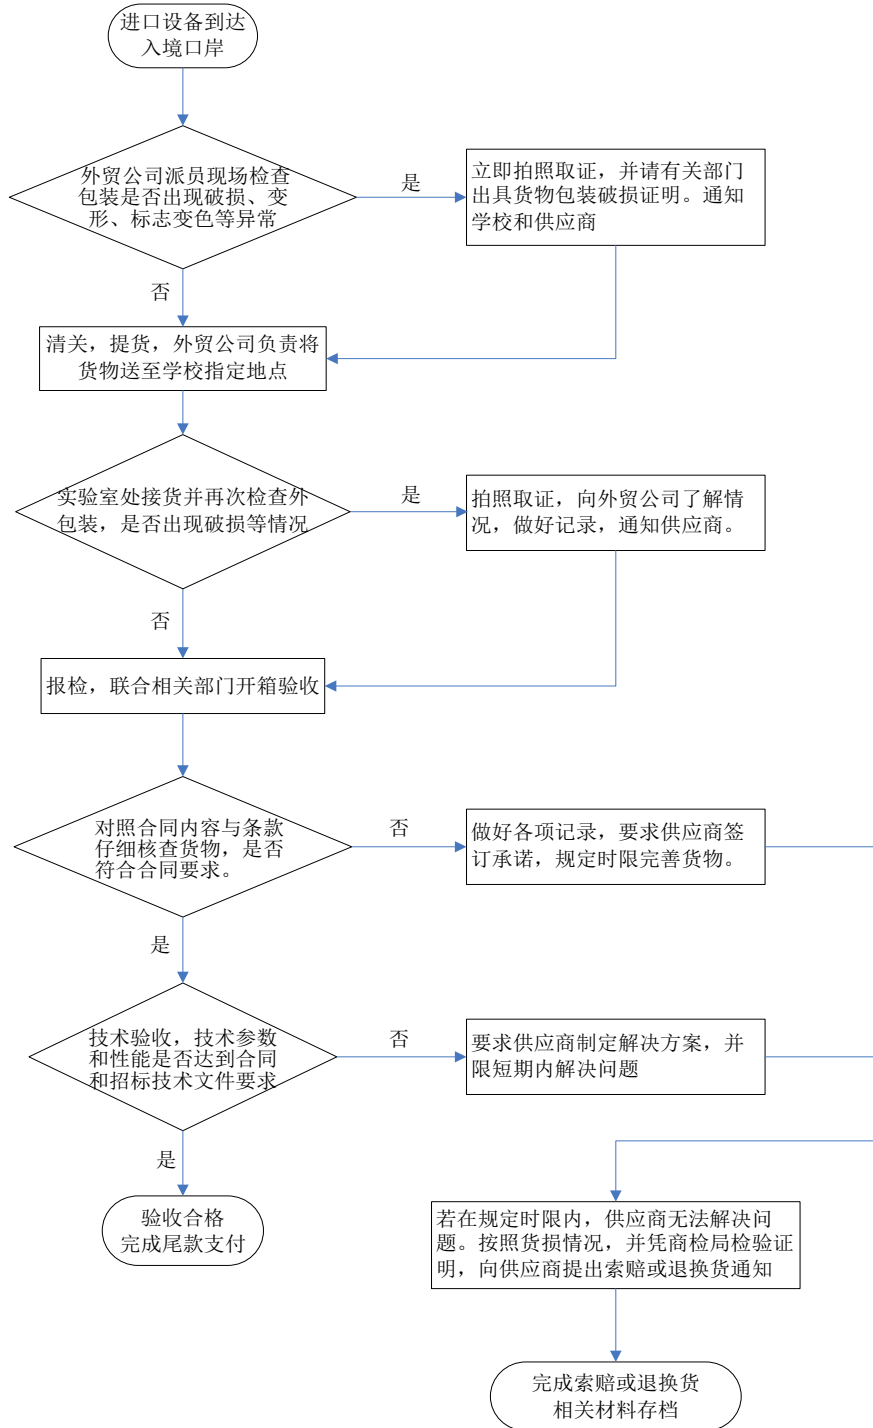 进口设备到达
入境口岸
外贸公司派员现场检查
包装是否出现破损、变
形、标志变色等异常
是
立即拍照取证，并请有关部门
出具货物包装破损证明。通知
学校和供应商
否
清关，提货，外贸公司负责将
货物送至学校指定地点
实验室处接货并再次检查外
包装，是否出现破损等情况
是
拍照取证，向外贸公司了解情
况，做好记录，通知供应商。
否
报检，联合相关部门开箱验收
对照合同内容与条款
仔细核查货物，是否
符合合同要求。
否
做好各项记录，要求供应商签
订承诺，规定时限完善货物。
是
技术验收，技术参数
和性能是否达到合同
和招标技术文件要求
否
要求供应商制定解决方案，并
限短期内解决问题
是
验收合格
完成尾款支付
若在规定时限内，供应商无法解决问
题。按照货损情况，并凭商检局检验证
明，向供应商提出索赔或退换货通知
完成索赔或退换货
相关材料存档